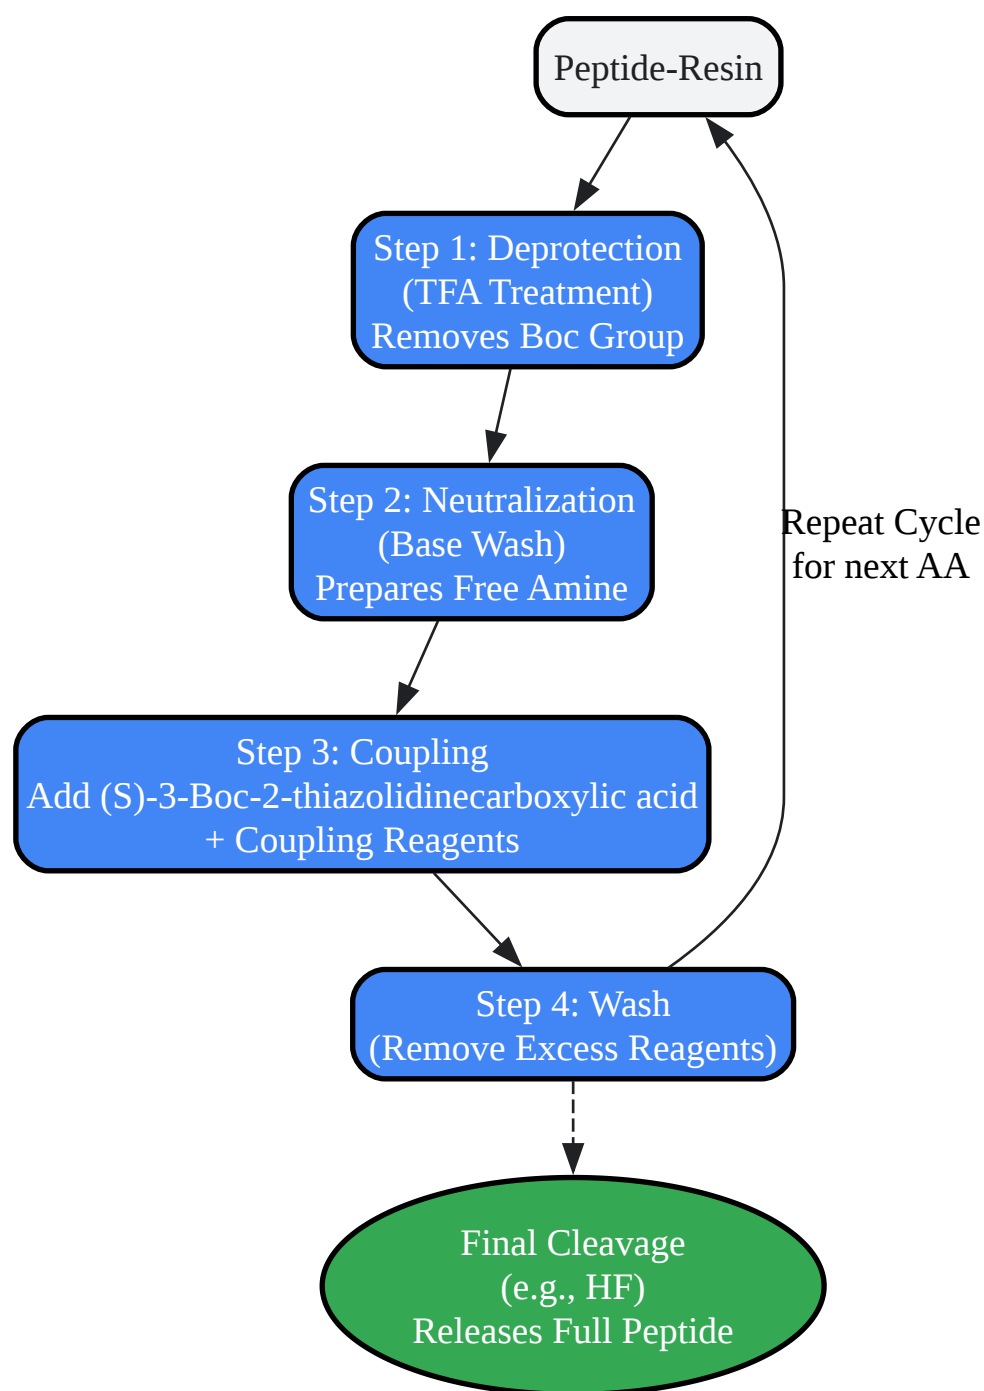 Peptide-Resin
Step 1: Deprotection
(TFA Treatment)
Removes Boc Group
Step 2: Neutralization
(Base Wash)
Prepares Free Amine
Repeat Cycle
for next AA
Step 3: Coupling
Add (S)-3-Boc-2-thiazolidinecarboxylic acid
+ Coupling Reagents
Step 4: Wash
(Remove Excess Reagents)
Final Cleavage
(e.g., HF)
Releases Full Peptide